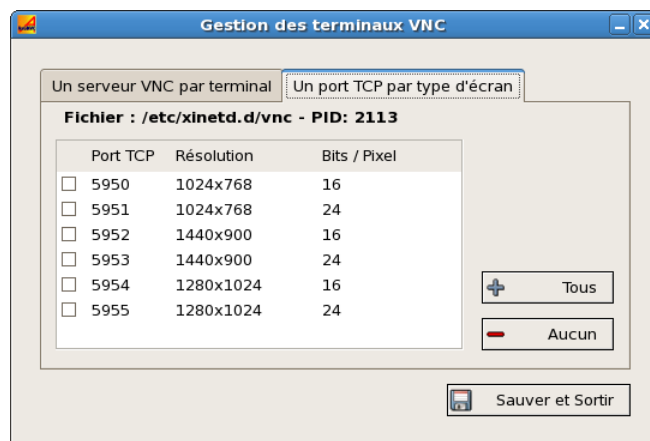 Gestion des terminaux VNC
Un serveur VNC par terminal Un port TCP par type d'écran
Fichier : /etc/xinetd.d/vnc - PID: 2113
Port TCP Résolution Bits / Pixel
5950 1024x768 16
5951 1024x768 24
5952 1440x900 16
5953 1440x900 24
5954 1280x1024 16
5955 1280x1024 24
Tous
Aucun
Sauver et Sortir